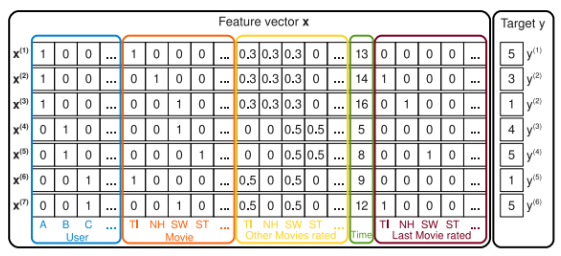 Feature vector x Target y
x(1) 1 0 0 ... 1 0 0 0 ... 0.3 0.3 0.3 0 ... 13 0 0 0 0 ... 5 y(1)
x(2) 1 0 0 ... 0 1 0 0 ... 0.3 0.3 0.3 0 ... 14 1 0 0 0 ... 3 y(2)
x(3) 1 0 0 ... 0 0 1 0 ... 0.3 0.3 0.3 0 ... 16 0 1 0 0 ... 1 y(2)
x(4) 0 1 0 ... 0 0 1 0 ... 0 0 0.5 0.5 ... 5 0 0 0 0 ... 4 y(3)
x(5) 0 1 0 ... 0 0 0 1 ... 0 0 0.5 0.5 ... 8 0 0 1 0 ... 5 y(4)
x(6) 0 0 1 ... 1 0 0 0 ... 0.5 0 0.5 0 ... 9 0 0 0 0 ... 1 y(5)
x(7) 0 0 1 ... 0 0 1 0 ... 0.5 0 0.5 0 ... 12 1 0 0 0 ... 5 y(6)
A B C ... TI NH SW ST ... TI NH SW ST ... TI NH SW ST ...
User Movie Other Movies rated Time Last Movie rated